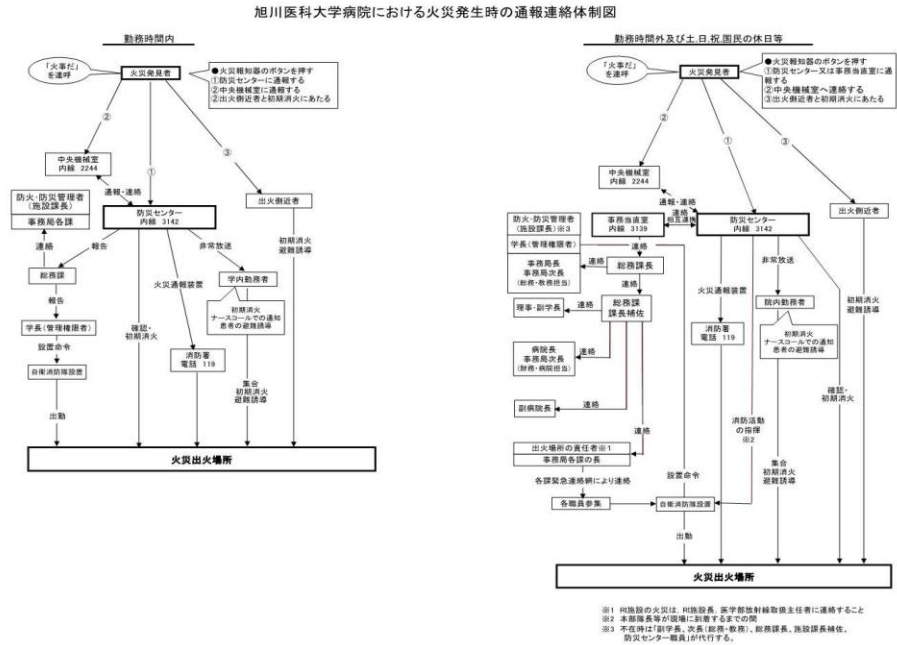 旭川医科大学病院における火災発生時の通報連絡体制図
勤務時間内
「火事だ」
を連呼
火災発見者
●火災報知器のボタンを押す
①防災センターに通報する
②中央機械室に通報する
②出火側近者と初期消火にあたる
②
①
③
中央機械室
内線 2244
通報・連絡
防火・防災管理者
(施設課長)
事務局各課
防災センター
内線 3142
出火側近者
連絡
報告
非常放送
初期消火
避難誘導
総務課
火災通報装置
学内勤務者
報告
初期消火
ナースコールでの通知
患者の避難誘導
学長(管理権限者)
確認・
初期消火
設置命令
消防署
電話 119
自衛消防隊設置
集合
初期消火
避難誘導
出動
火災出火場所
勤務時間外及び土,日,祝,国民の休日等
「火事だ」
を連呼
火災発見者
●火災報知器のボタンを押す
①防災センター又は事務当直室に通
報する
②中央機械室へ連絡する
③出火側近者と初期消火にあたる
②
①
③
中央機械室
内線 2244
通報・連絡
出火側近者
防火・防災管理者
(施設課長)※3
事務当直室
内線 3139
連絡
相互連携
防災センター
内線 3142
学長(管理権限者)
連絡
事務局長
事務局次長
(総務・教務担当)
連絡
総務課長
非常放送
連絡
火災通報装置
理事・副学長
連絡
総務課
課長補佐
院内勤務者
初期消火
避難誘導
初期消火
ナースコールでの通知
患者の避難誘導
病院長
事務局次長
(財務・病院担当)
連絡
消防署
電話 119
確認・
初期消火
副病院長
連絡
消防活動
の指揮
※2
連絡
出火場所の責任者※1
事務局各課の長
集合
初期消火
避難誘導
各課緊急連絡網により連絡
設置命令
各職員参集
自衛消防隊設置
出動
火災出火場所
※1 RI施設の火災は, RI施設長, 医学部放射線取扱主任者に連絡すること
※2 本部隊長等が現場に到着するまでの間
※3 不在時は「副学長、次長(総務・教務)、総務課長、施設課長補佐、
防災センター職員」が代行する。